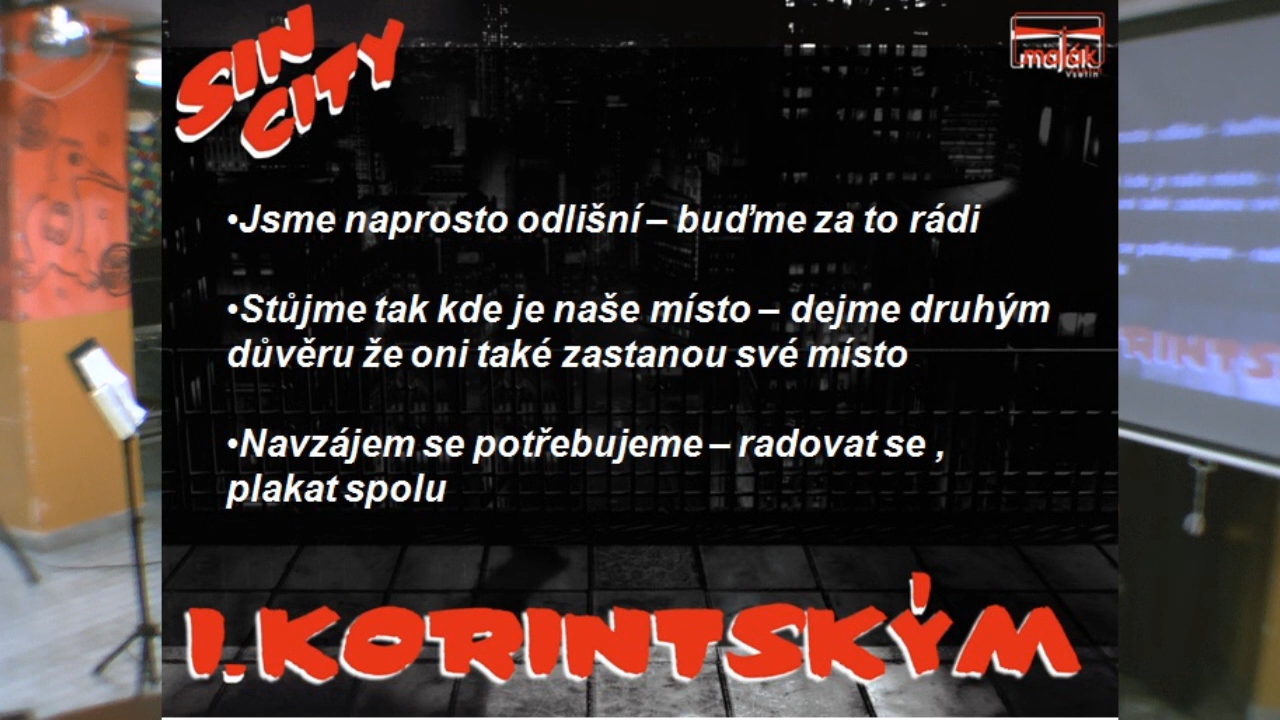 SIN
CITY
maják
VSETÍN
•Jsme naprosto odlišní – buďme za to rádi
•Stůjme tak kde je naše místo – dejme druhým
důvěru že oni také zastanou své místo
•Navzájem se potřebujeme – radovat se ,
plakat spolu
I.KORINTSKÝM